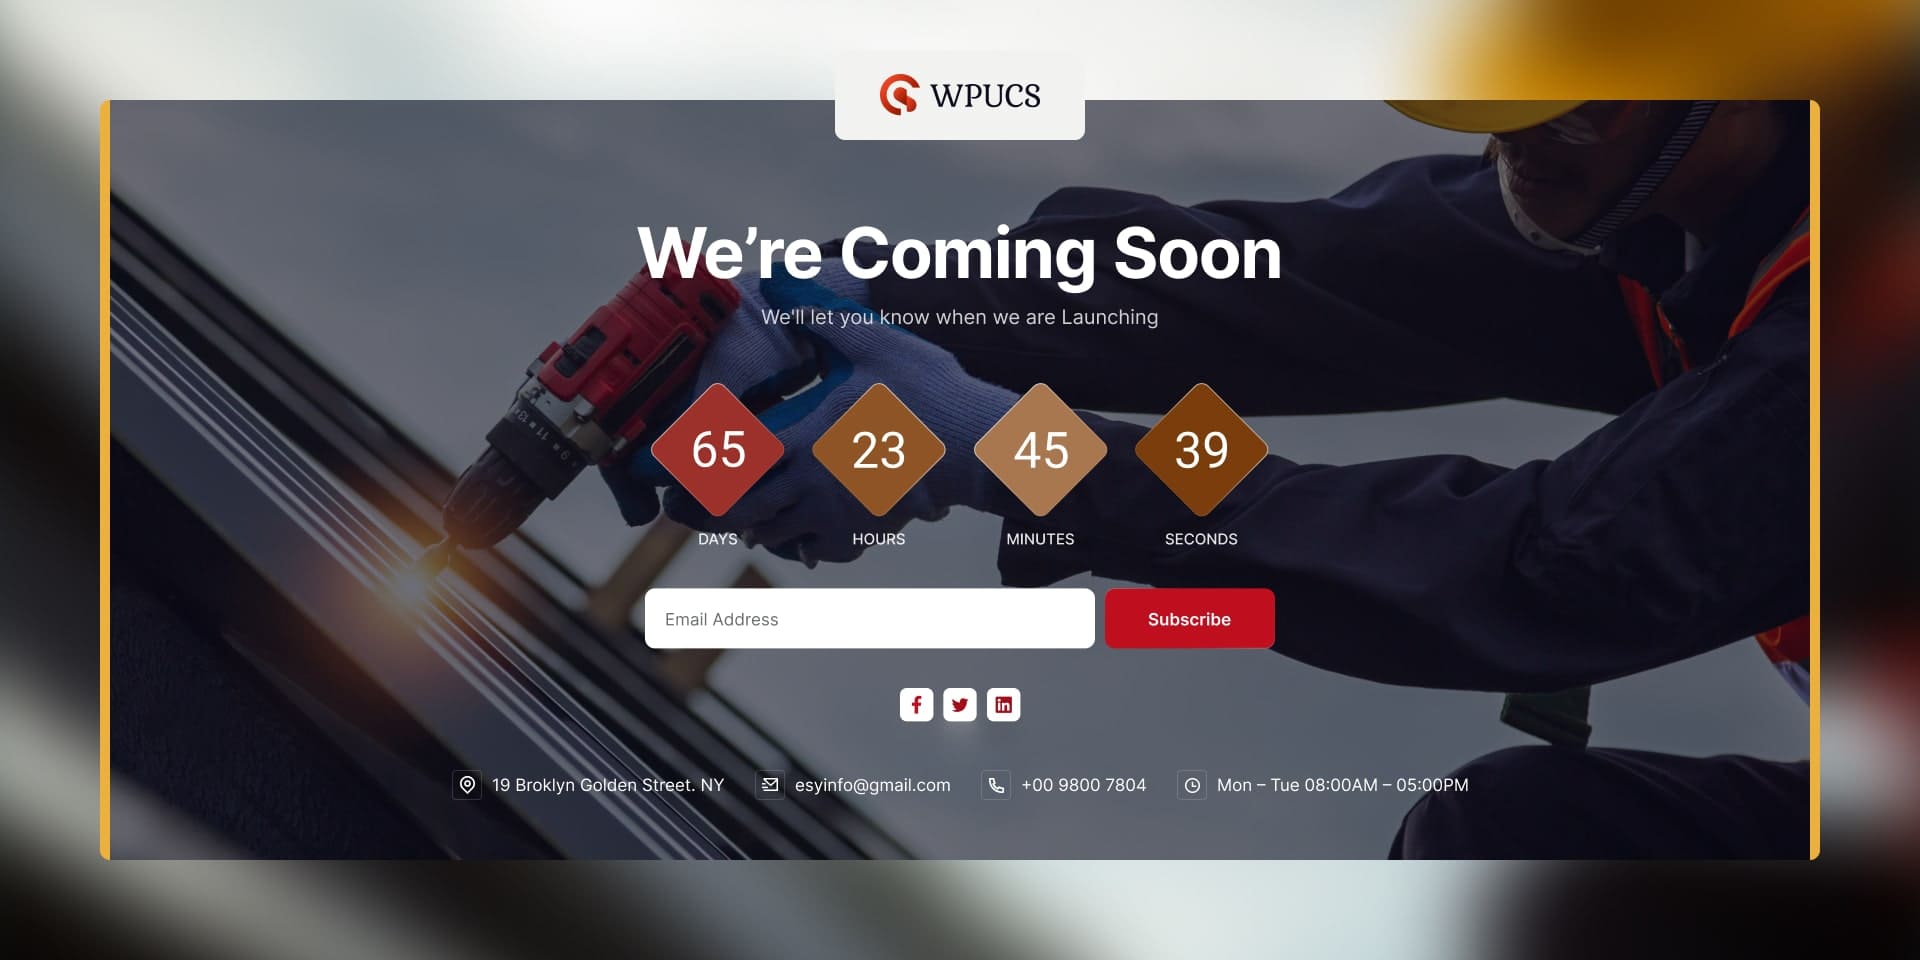 WPUCS
We’re Coming Soon
We'll let you know when we are Launching
65 23 45 39
DAYS HOURS MINUTES SECONDS
Email Address Subscribe
19 Broklyn Golden Street. NY esyinfo@gmail.com +00 9800 7804 Mon – Tue 08:00AM – 05:00PM